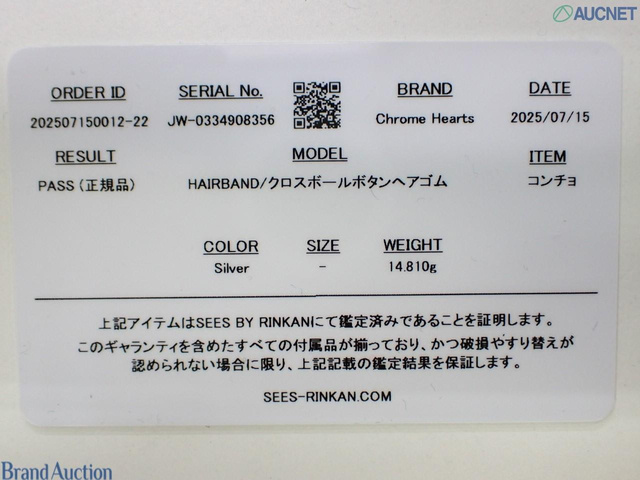 AUCNET
ORDER ID SERIAL No. BRAND DATE
202507150012-22 JW-0334908356 Chrome Hearts 2025/07/15
RESULT MODEL ITEM
PASS（正規品） HAIRBAND/クロスボールボタンヘアゴム コンチョ
COLOR SIZE WEIGHT
Silver - 14.810g
上記アイテムはSEES BY RINKANにて鑑定済みであることを証明します。
このギャランティを含めたすべての付属品が揃っており、かつ破損やすり替えが
認められない場合に限り、上記記載の鑑定結果を保証します。
SEES-RINKAN.COM
Brand Auction